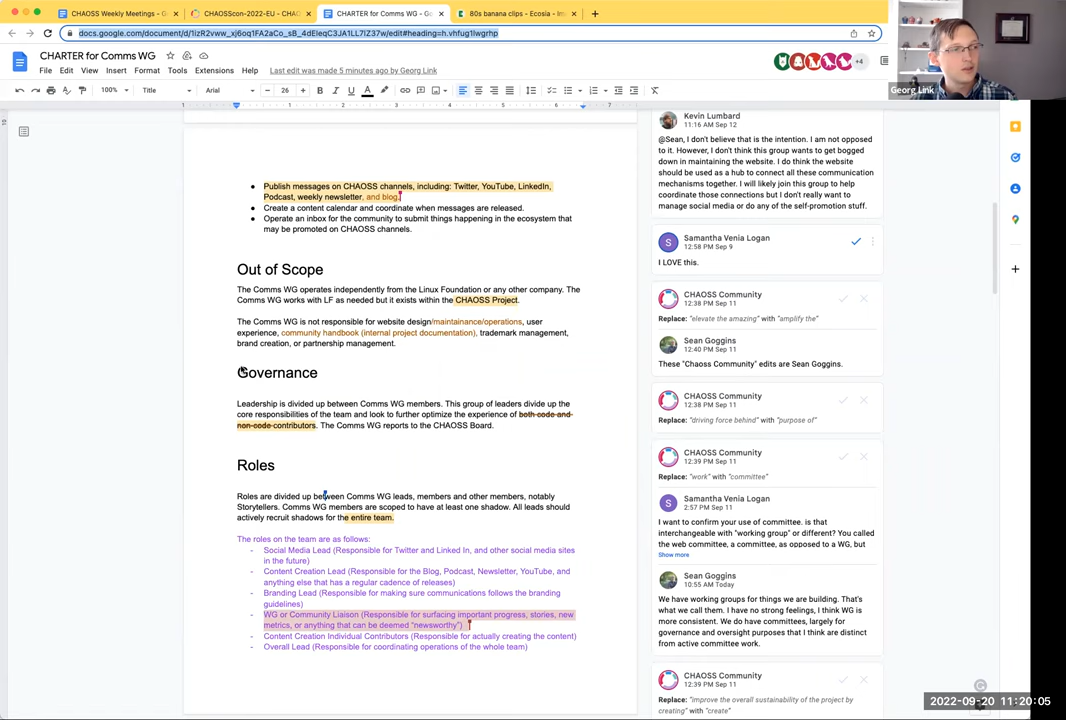 CHAOSS Weekly Meetings - G
CHAOSScon-2022-EU - CHAO
CHARTER for Comms WG - Go
80s banana clips - Ecosia - Im
docs.google.com/document/d/
CHARTER for Comms WG
File Edit View Insert Format Tools Extensions Help Last edit was made 5 minutes ago by Georg Link
+4
100% Title Arial 26
Georg Link
Publish messages on CHAOSS channels, including: Twitter, YouTube, LinkedIn,
Podcast, weekly newsletter, and blog.
Create a content calendar and coordinate when messages are released.
Operate an inbox for the community to submit things happening in the ecosystem that
may be promoted on CHAOSS channels.
Out of Scope
The Comms WG operates independently from the Linux Foundation or any other company. The
Comms WG works with LF as needed but it exists within the CHAOSS Project.
The Comms WG is not responsible for website design/maintainance/operations, user
experience, community handbook (internal project documentation), trademark management,
brand creation, or partnership management.
Governance
Leadership is divided up between Comms WG members. This group of leaders divide up the
core responsibilities of the team and look to further optimize the experience of both code and
non-code contributors. The Comms WG reports to the CHAOSS Board.
Roles
Roles are divided up between Comms WG leads, members and other members, notably
Storytellers. Comms WG members are scoped to have at least one shadow. All leads should
actively recruit shadows for the entire team.
The roles on the team are as follows:
- Social Media Lead (Responsible for Twitter and Linked In, and other social media sites
in the future)
- Content Creation Lead (Responsible for the Blog, Podcast, Newsletter, YouTube, and
anything else that has a regular cadence of releases)
- Branding Lead (Responsible for making sure communications follows the branding
guidelines)
- WG or Community Liaison (Responsible for surfacing important progress, stories, new
metrics, or anything that can be deemed "newsworthy")
- Content Creation Individual Contributors (Responsible for actually creating the content)
- Overall Lead (Responsible for coordinating operations of the whole team)
Kevin Lumbard
11:16 AM Sep 12
@Sean, I don't believe that is the intention. I am not opposed
to it. However, I don't think this group wants to get bogged
down in maintaining the website. I do think the website
should be used as a hub to connect all these communication
mechanisms together. I will likely join this group to help
coordinate those connections but I don't really want to
manage social media or do any of the self-promotion stuff.
S
Samantha Venia Logan
12:58 PM Sep 9
I LOVE this.
CHAOSS Community
12:38 PM Sep 11
Replace: "elevate the amazing" with "amplify the"
Sean Goggins
12:40 PM Sep 11
These "Chaoss Community" edits are Sean Goggins.
CHAOSS Community
12:38 PM Sep 11
Replace: "driving force behind" with "purpose of"
CHAOSS Community
12:39 PM Sep 11
Replace: "work" with "committee"
S
Samantha Venia Logan
2:57 PM Sep 11
I want to confirm your use of committee. is that
interchangeable with "working group" or different? You called
the web committee, a committee, as opposed to a WG, but
Show more
Sean Goggins
10:55 AM Today
We have working groups for things we are building. That's
what we call them. I have no strong feelings, I think WG is
more consistent. We do have committees, largely for
governance and oversight purposes that I think are distinct
from active committee work.
CHAOSS Community
12:39 PM Sep 11
Replace: "improve the overall sustainability of the project by
creating" with "create"
2022-09-20 11:20:05